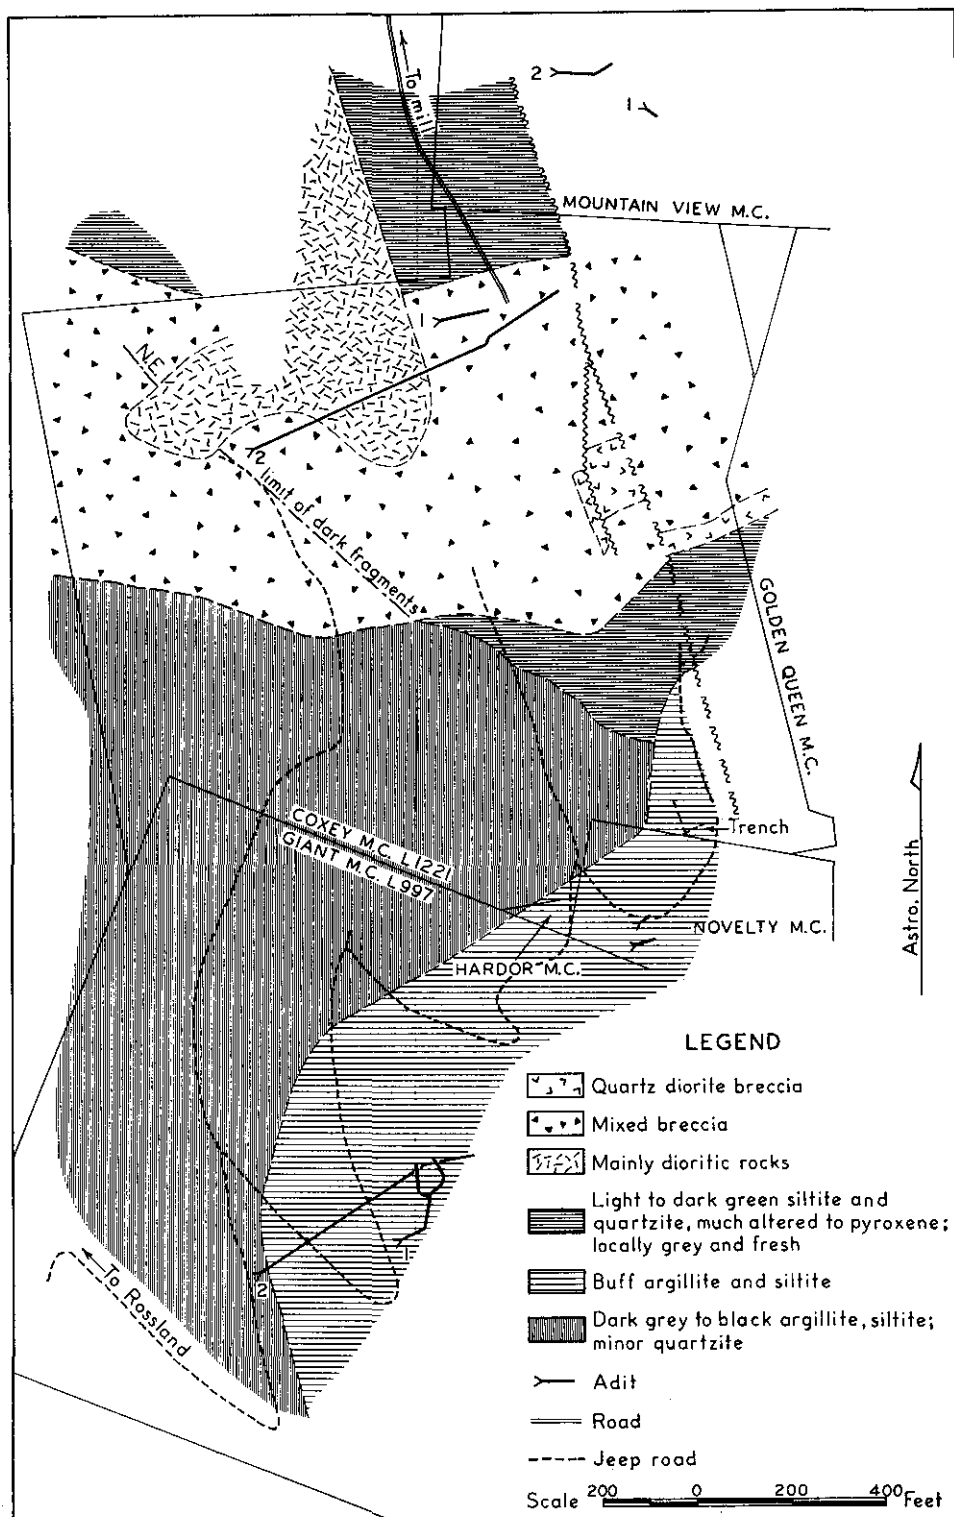 To mill
2
1
MOUNTAIN VIEW M.C.
1
N.E.
2
limit of dark fragments
GOLDEN QUEEN M.C.
COXEY M.C. L 1221
GIANT M.C. L 997
Trench
NOVELTY M.C.
HARDOR M.C.
Astro. North
1
2
To Rossland
LEGEND
Quartz diorite breccia
Mixed breccia
Mainly dioritic rocks
Light to dark green siltite and
quartzite, much altered to pyroxene;
locally grey and fresh
Buff argillite and siltite
Dark grey to black argillite, siltite;
minor quartzite
Adit
Road
Jeep road
Scale 200 0 200 400 Feet